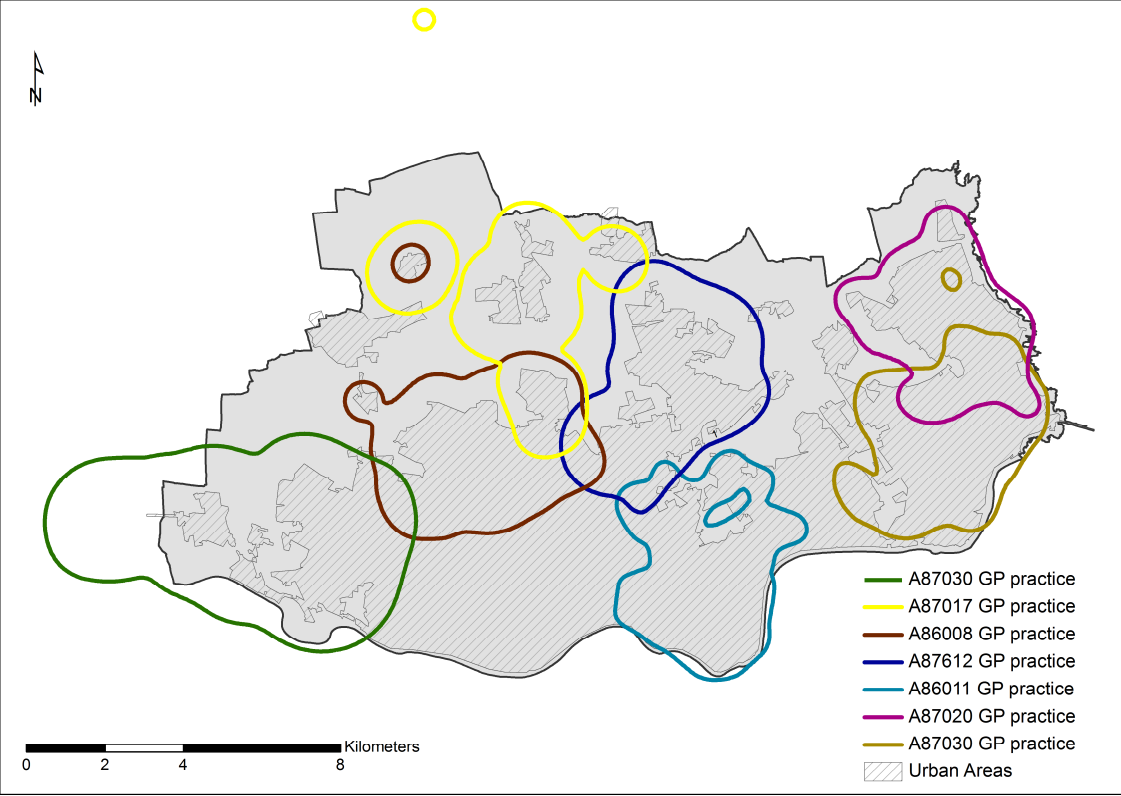 N
A87030 GP practice
A87017 GP practice
A86008 GP practice
A87612 GP practice
A86011 GP practice
A87020 GP practice
A87030 GP practice
Urban Areas
Kilometers
0 2 4 8